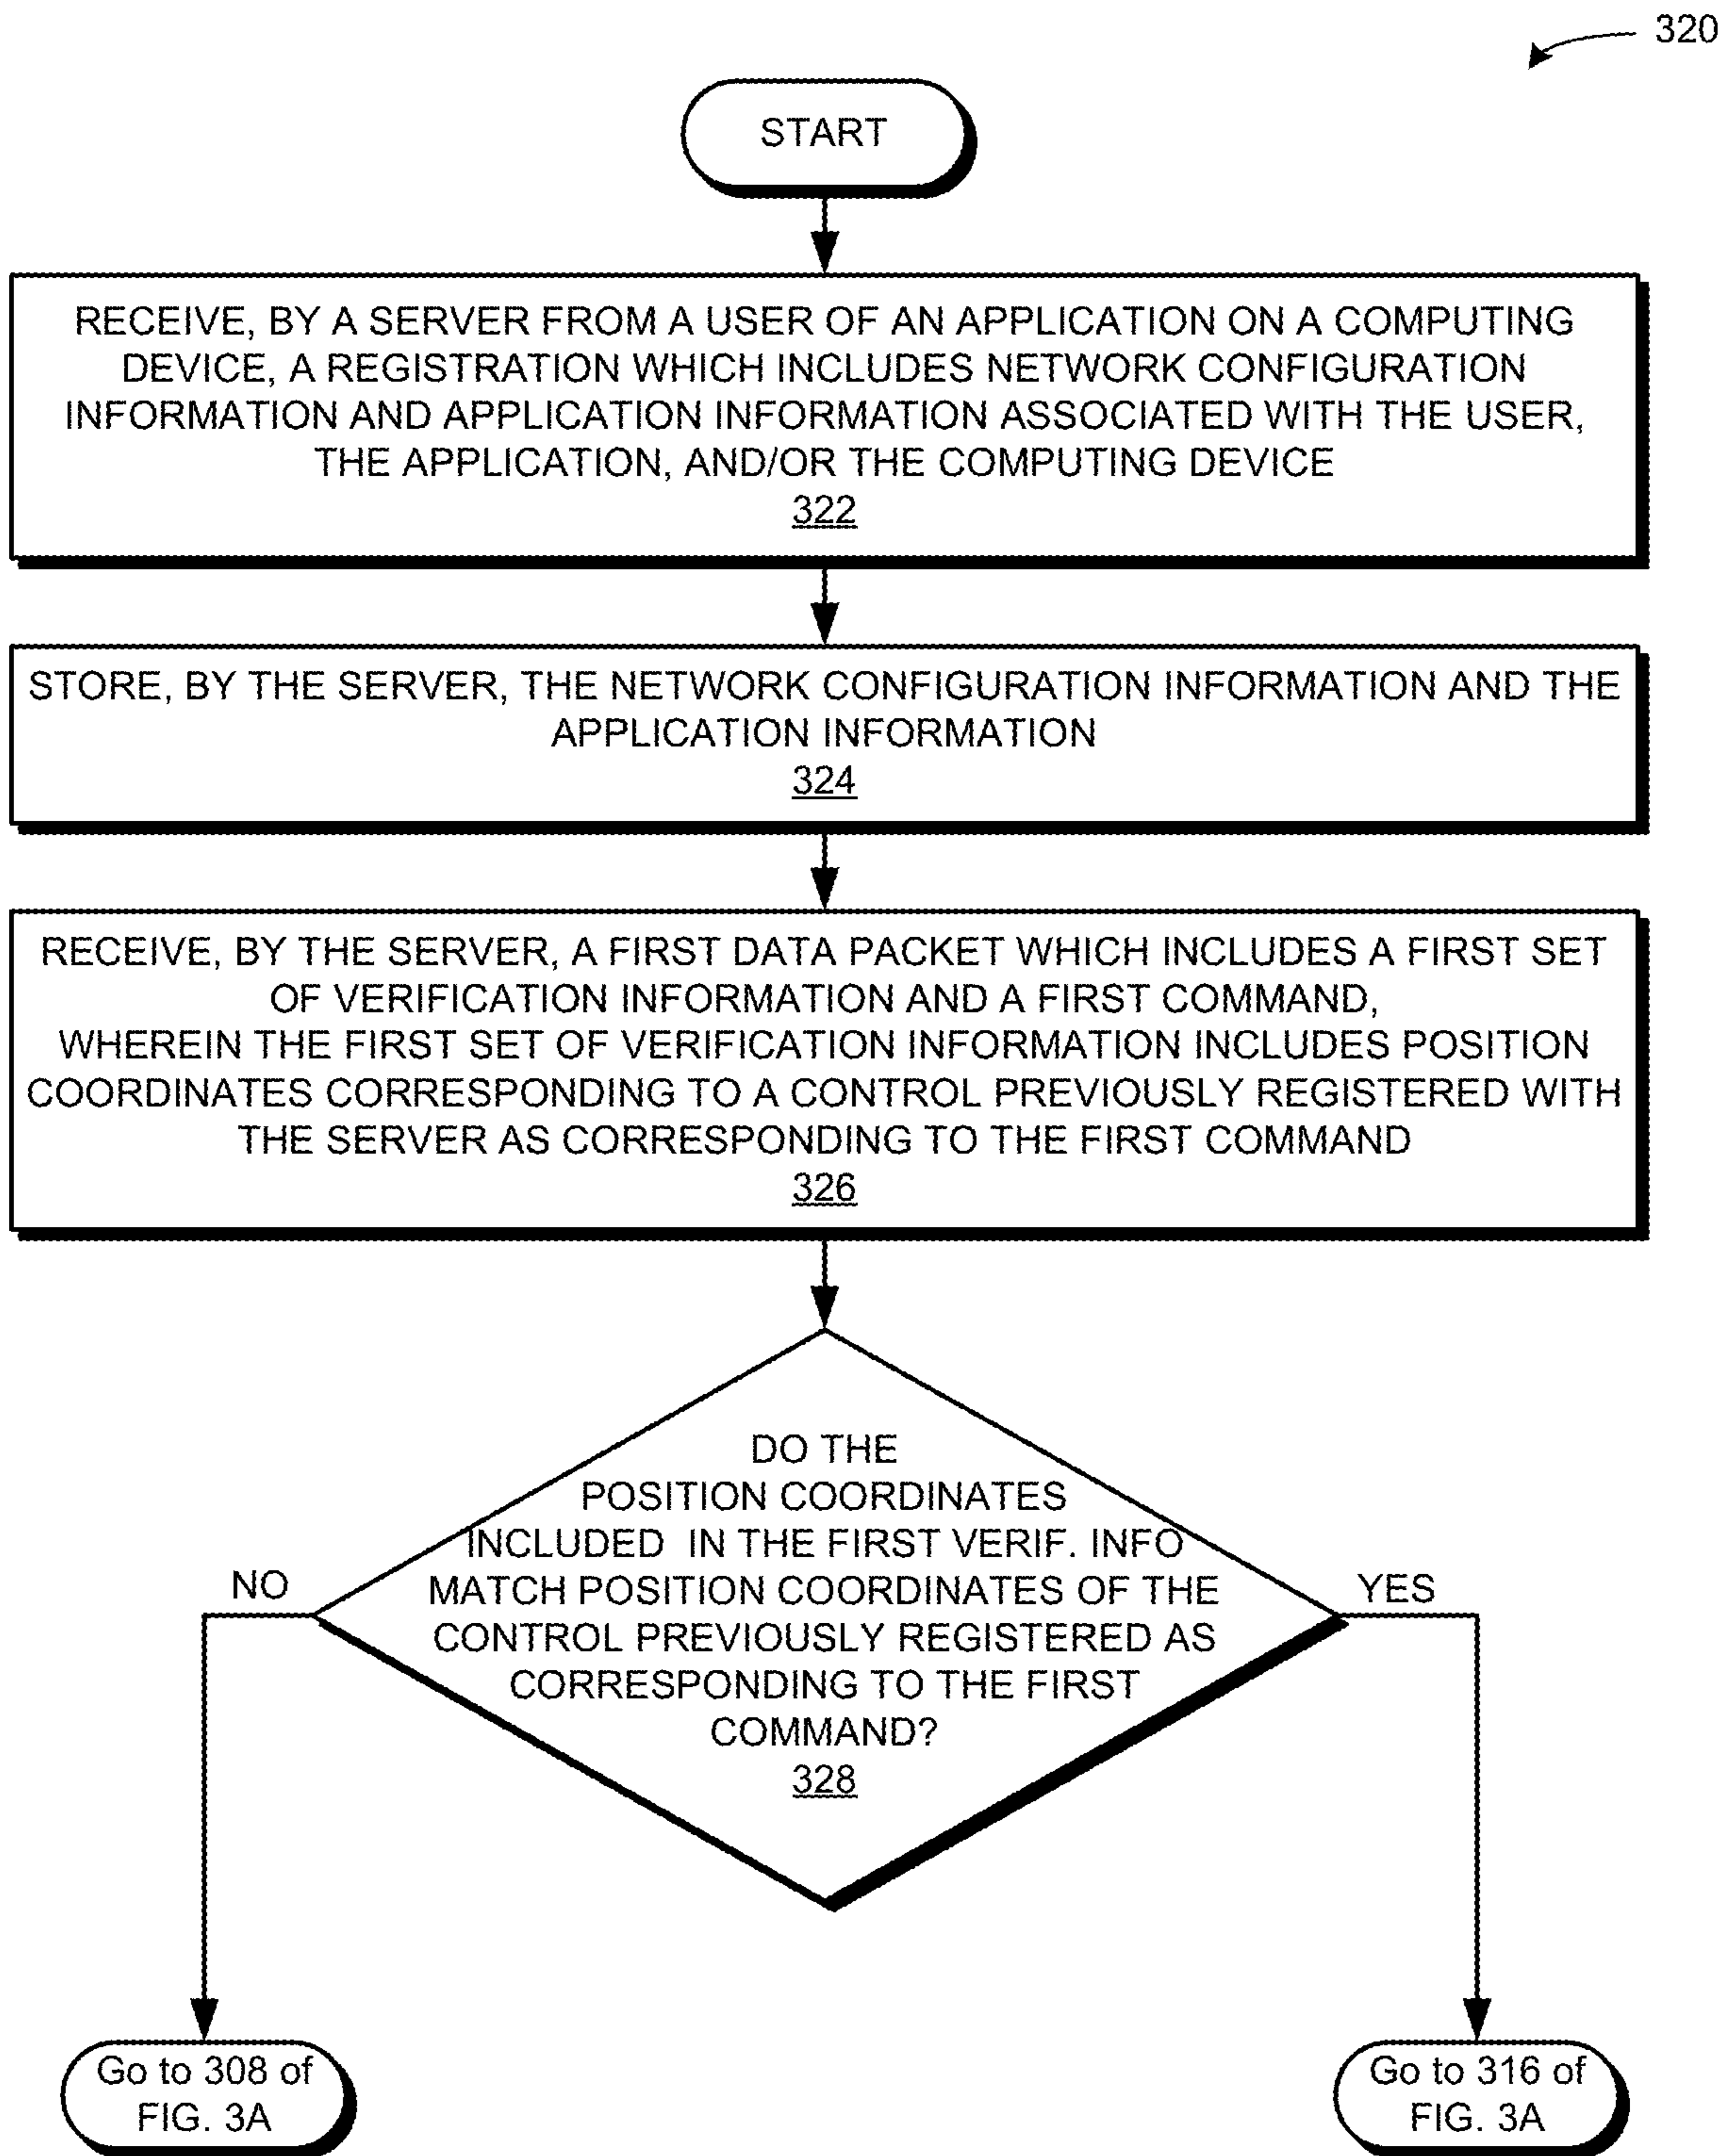 320
START
RECEIVE, BY A SERVER FROM A USER OF AN APPLICATION ON A COMPUTING
DEVICE, A REGISTRATION WHICH INCLUDES NETWORK CONFIGURATION
INFORMATION AND APPLICATION INFORMATION ASSOCIATED WITH THE USER,
THE APPLICATION, AND/OR THE COMPUTING DEVICE
322
STORE, BY THE SERVER, THE NETWORK CONFIGURATION INFORMATION AND THE
APPLICATION INFORMATION
324
RECEIVE, BY THE SERVER, A FIRST DATA PACKET WHICH INCLUDES A FIRST SET
OF VERIFICATION INFORMATION AND A FIRST COMMAND,
WHEREIN THE FIRST SET OF VERIFICATION INFORMATION INCLUDES POSITION
COORDINATES CORRESPONDING TO A CONTROL PREVIOUSLY REGISTERED WITH
THE SERVER AS CORRESPONDING TO THE FIRST COMMAND
326
DO THE
POSITION COORDINATES
INCLUDED IN THE FIRST VERIF. INFO
MATCH POSITION COORDINATES OF THE
CONTROL PREVIOUSLY REGISTERED AS
CORRESPONDING TO THE FIRST
COMMAND?
328
NO
YES
Go to 308 of
FIG. 3A
Go to 316 of
FIG. 3A